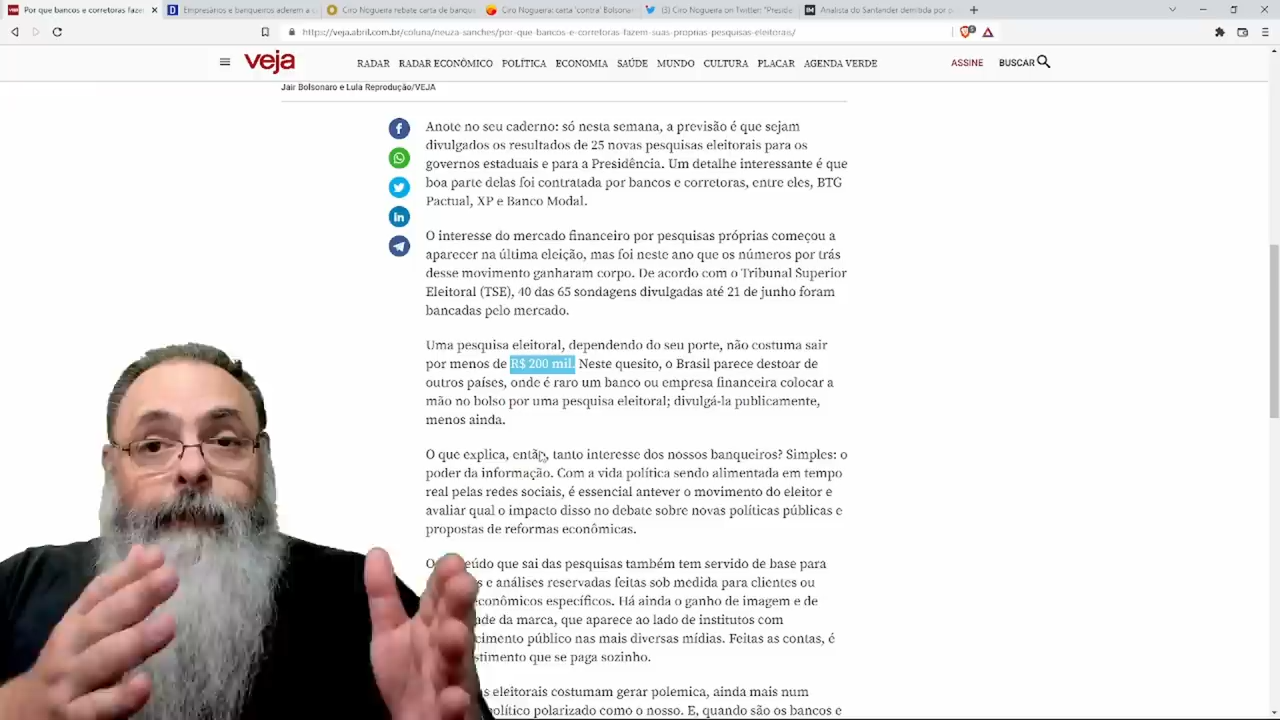 Por que bancos e corretoras fazem
Empresários e banqueiros aderem a
Ciro Nogueira rebate carta de banqu
Ciro Nogueira: carta 'contra' Bolsonar
(3) Ciro Nogueira on Twitter: "Preside
Analista do Santander demitida por p
https://veja.abril.com.br/coluna/neuza-sanches/por-que-bancos-e-corretoras-fazem-suas-proprias-pesquisas-eleitorais/
veja
RADAR RADAR ECONÔMICO POLÍTICA ECONOMIA SAÚDE MUNDO CULTURA PLACAR AGENDA VERDE
ASSINE BUSCAR
Jair Bolsonaro e Lula Reprodução/VEJA
Anote no seu caderno: só nesta semana, a previsão é que sejam
divulgados os resultados de 25 novas pesquisas eleitorais para os
governos estaduais e para a Presidência. Um detalhe interessante é que
boa parte delas foi contratada por bancos e corretoras, entre eles, BTG
Pactual, XP e Banco Modal.
O interesse do mercado financeiro por pesquisas próprias começou a
aparecer na última eleição, mas foi neste ano que os números por trás
desse movimento ganharam corpo. De acordo com o Tribunal Superior
Eleitoral (TSE), 40 das 65 sondagens divulgadas até 21 de junho foram
bancadas pelo mercado.
Uma pesquisa eleitoral, dependendo do seu porte, não costuma sair
por menos de R$ 200 mil. Neste quesito, o Brasil parece destoar de
outros países, onde é raro um banco ou empresa financeira colocar a
mão no bolso por uma pesquisa eleitoral; divulgá-la publicamente,
menos ainda.
O que explica, então, tanto interesse dos nossos banqueiros? Simples: o
poder da informação. Com a vida política sendo alimentada em tempo
real pelas redes sociais, é essencial antever o movimento do eleitor e
avaliar qual o impacto disso no debate sobre novas políticas públicas e
propostas de reformas econômicas.
O eúdo que sai das pesquisas também tem servido de base para
s e análises reservadas feitas sob medida para clientes ou
econômicos específicos. Há ainda o ganho de imagem e de
ade da marca, que aparece ao lado de institutos com
cimento público nas mais diversas mídias. Feitas as contas, é
stimento que se paga sozinho.
s eleitorais costumam gerar polemica, ainda mais num
olítico polarizado como o nosso. E, quando são os bancos e